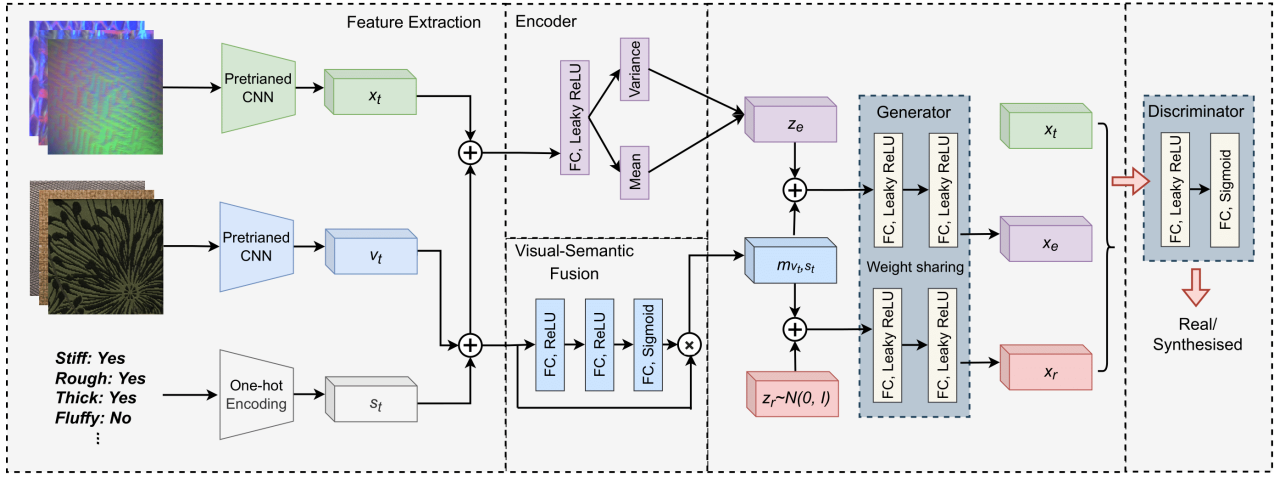 Feature Extraction
Pretrianed
CNN
x_t
Pretrianed
CNN
v_t
Stiff: Yes
Rough: Yes
Thick: Yes
Fluffy: No
...
One-hot
Encoding
s_t
Encoder
FC, Leaky ReLU
Variance
Mean
Visual-Semantic
Fusion
FC, ReLU
FC, ReLU
FC, Sigmoid
z_e
m_{v_t,s_t}
z_r~N(0, I)
Generator
FC, Leaky ReLU
FC, Leaky ReLU
Weight sharing
FC, Leaky ReLU
FC, Leaky ReLU
x_t
x_e
x_r
Discriminator
FC, Leaky ReLU
FC, Sigmoid
Real/
Synthesised